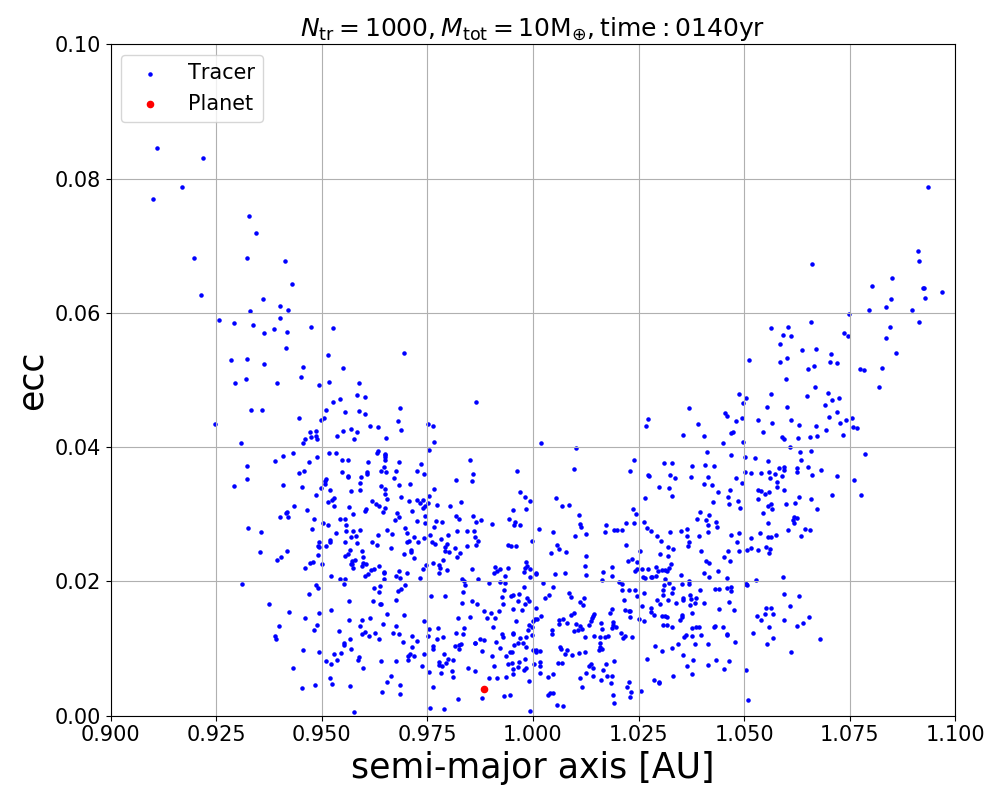 N_tr = 1000, M_tot = 10M_⊕, time : 0140yr
0.10
Tracer
Planet
0.08
0.06
ecc
0.04
0.02
0.00
0.900 0.925 0.950 0.975 1.000 1.025 1.050 1.075 1.100
semi-major axis [AU]